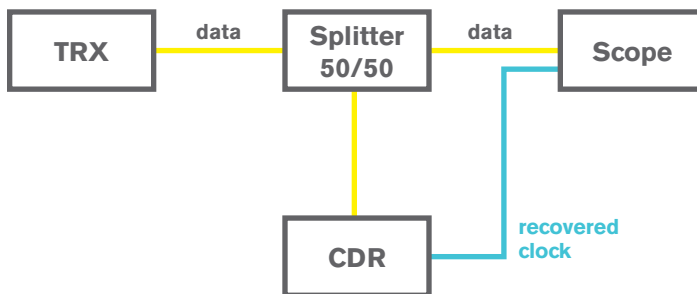 TRX
data
Splitter
50/50
data
Scope
CDR
recovered
clock